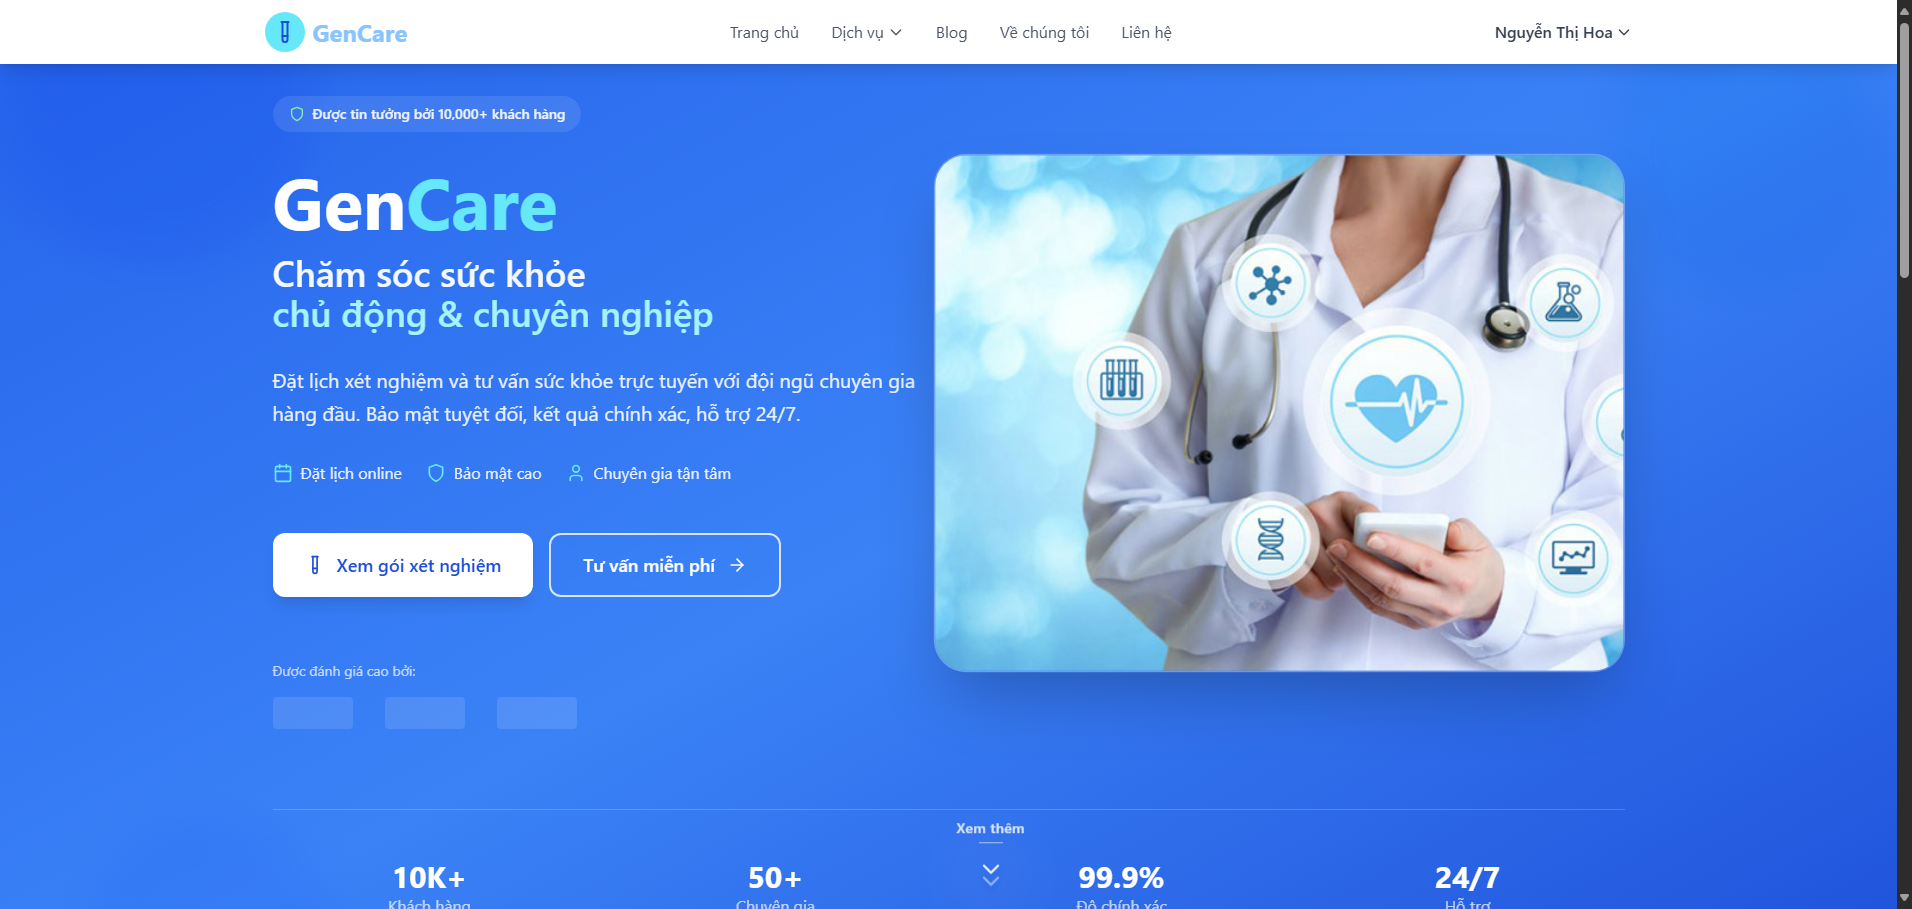 GenCare
Trang chủ
Dịch vụ
Blog
Về chúng tôi
Liên hệ
Nguyễn Thị Hoa
Được tin tưởng bởi 10,000+ khách hàng
GenCare
Chăm sóc sức khỏe
chủ động & chuyên nghiệp
Đặt lịch xét nghiệm và tư vấn sức khỏe trực tuyến với đội ngũ chuyên gia
hàng đầu. Bảo mật tuyệt đối, kết quả chính xác, hỗ trợ 24/7.
Đặt lịch online
Bảo mật cao
Chuyên gia tận tâm
Xem gói xét nghiệm
Tư vấn miễn phí
Được đánh giá cao bởi:
Xem thêm
10K+
50+
99.9%
24/7
Khách hàng
Chuyên gia
Độ chính xác
Hỗ trợ